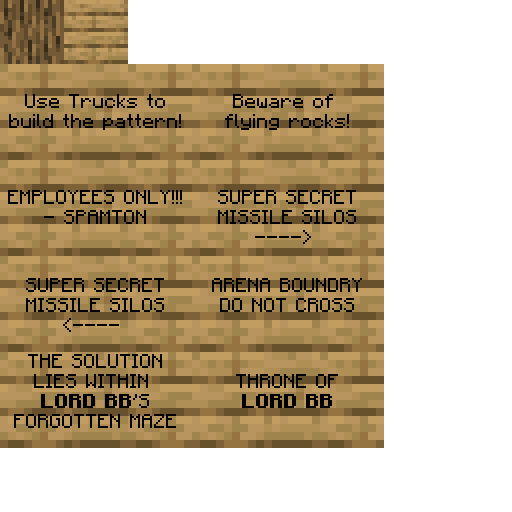 Use Trucks to
build the pattern!
Beware of
flying rocks!
EMPLOYEES ONLY!!!
- SPAMTON
SUPER SECRET
MISSILE SILOS
---->
SUPER SECRET
MISSILE SILOS
<----
ARENA BOUNDRY
DO NOT CROSS
THE SOLUTION
LIES WITHIN
LORD BB'S
FORGOTTEN MAZE
THRONE OF
LORD BB